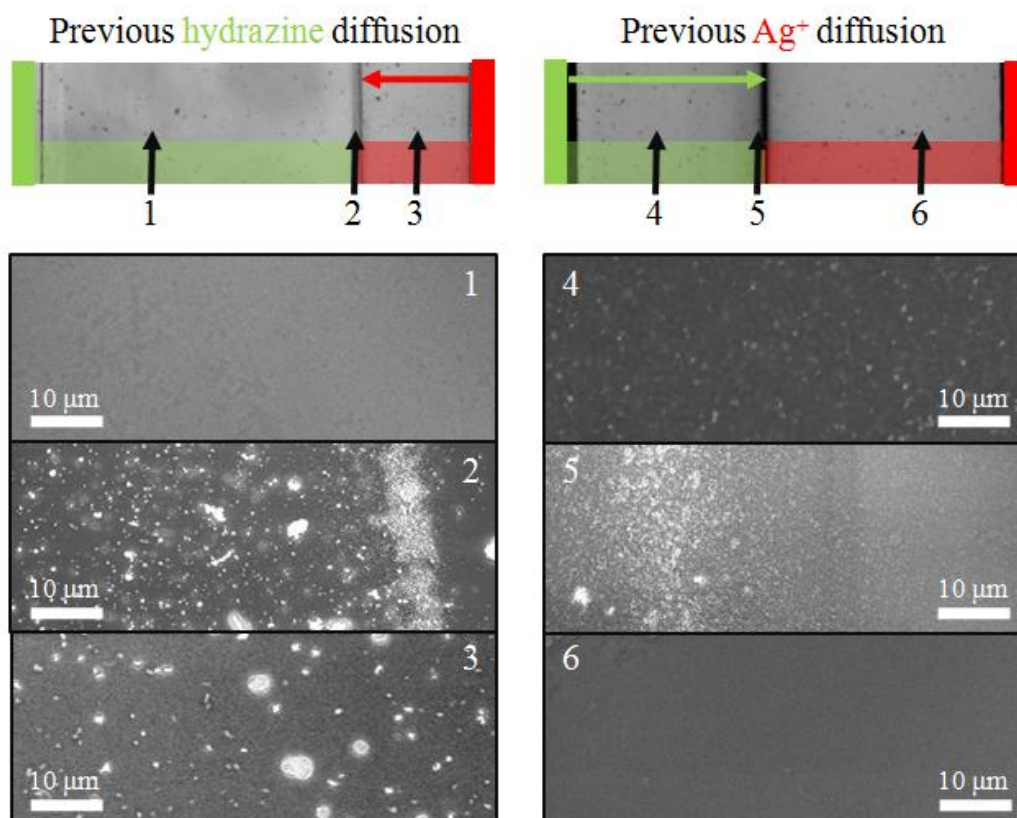 Previous hydrazine diffusion
Previous Ag⁺ diffusion
1 2 3
4 5 6
1
10 μm
4
10 μm
2
10 μm
5
10 μm
3
10 μm
6
10 μm